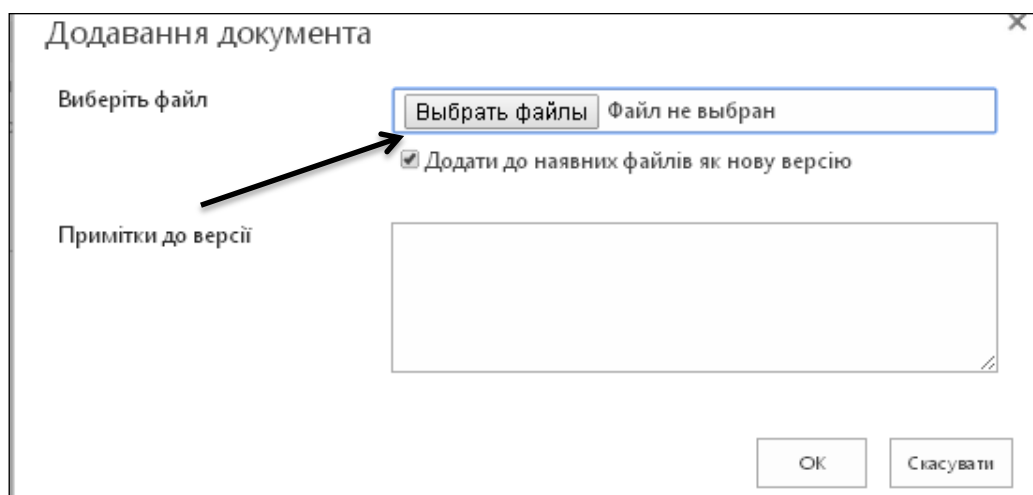 Додавання документа
Виберіть файл
Выбрать файлы Файл не выбран
Додати до наявних файлів як нову версію
Примітки до версії
ОК Скасувати